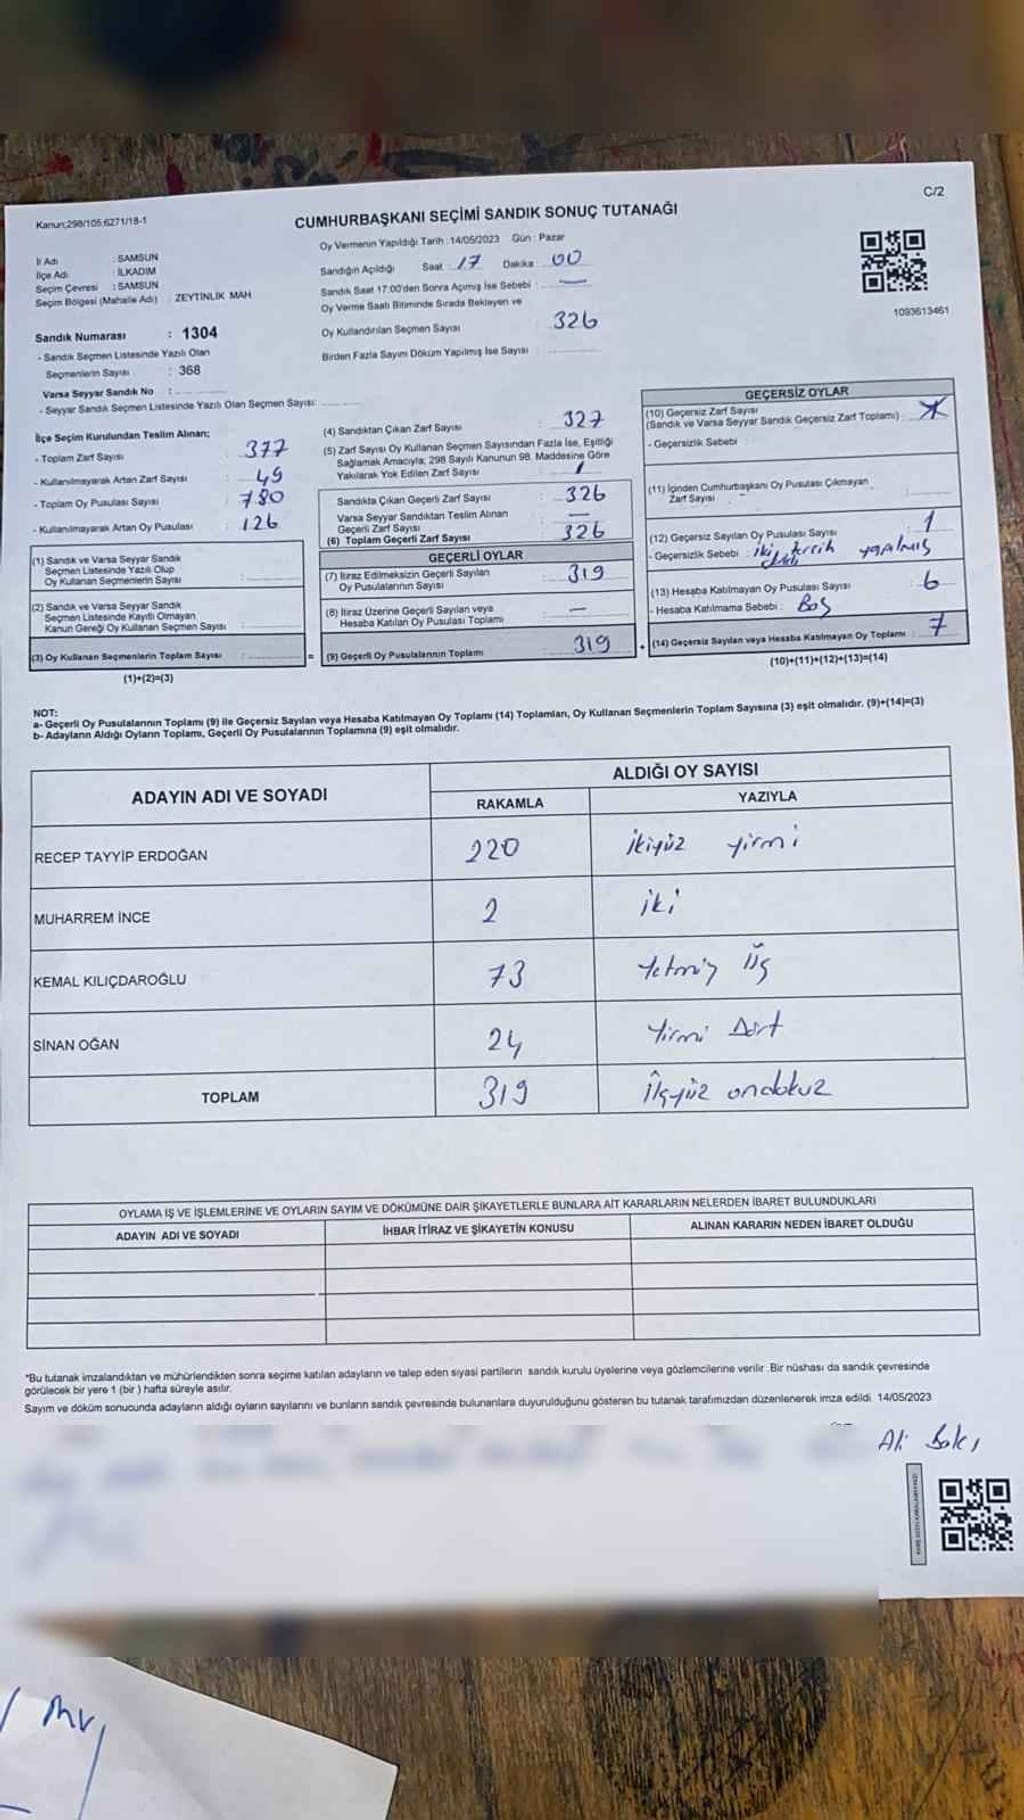 C/2
Kanun;298/105;6271/18-1
CUMHURBAŞKANI SEÇİMİ SANDIK SONUÇ TUTANAĞI
Oy Vermenin Yapıldığı Tarih :14/05/2023 Gün : Pazar
İl Adı : SAMSUN
İlçe Adı : İLKADIM
Seçim Çevresi : SAMSUN
Seçim Bölgesi (Mahalle Adı) : ZEYTİNLİK MAH
Sandığın Açıldığı Saat : 17 Dakika : 00
Sandık Saat 17:00'den Sonra Açımış İse Sebebi : —
Oy Verme Saati Bitiminde Sırada Bekleyen ve
Oy Kullandırılan Seçmen Sayısı : 326
Birden Fazla Sayım Döküm Yapılmış İse Sayısı :
1093613461
Sandık Numarası : 1304
- Sandık Seçmen Listesinde Yazılı Olan
Seçmenlerin Sayısı : 368
Varsa Seyyar Sandık No :
- Seyyar Sandık Seçmen Listesinde Yazılı Olan Seçmen Sayısı:
İlçe Seçim Kurulundan Teslim Alınan;
- Toplam Zarf Sayısı : 377
- Kullanılmayarak Artan Zarf Sayısı : 49
- Toplam Oy Pusulası Sayısı : 780
- Kullanılmayarak Artan Oy Pusulası : 126
(1) Sandık ve Varsa Seyyar Sandık
Seçmen Listesinde Yazılı Olup
Oy Kullanan Seçmenlerin Sayısı :
(2) Sandık ve Varsa Seyyar Sandık
Seçmen Listesinde Kayıtlı Olmayan
Kanun Gereği Oy Kullanan Seçmen Sayısı :
(3) Oy Kullanan Seçmenlerin Toplam Sayısı :
(1)+(2)=(3)
(4) Sandıktan Çıkan Zarf Sayısı : 327
(5) Zarf Sayısı Oy Kullanan Seçmen Sayısından Fazla İse, Eşitliği
Sağlamak Amacıyla; 298 Sayılı Kanunun 98. Maddesine Göre
Yakılarak Yok Edilen Zarf Sayısı : 1
Sandıkta Çıkan Geçerli Zarf Sayısı : 326
Varsa Seyyar Sandıktan Teslim Alınan
Geçerli Zarf Sayısı : —
(6) Toplam Geçerli Zarf Sayısı : 326
GEÇERLİ OYLAR
(7) İtiraz Edilmeksizin Geçerli Sayılan
Oy Pusulalarının Sayısı : 319
(8) İtiraz Üzerine Geçerli Sayılan veya
Hesaba Katılan Oy Pusulası Toplamı : —
= (9) Geçerli Oy Pusulalarının Toplamı : 319
GEÇERSİZ OYLAR
(10) Geçersiz Zarf Sayısı
(Sandık ve Varsa Seyyar Sandık Geçersiz Zarf Toplamı) :
- Geçersizlik Sebebi :
(11) İçinden Cumhurbaşkanı Oy Pusulası Çıkmayan
Zarf Sayısı :
(12) Geçersiz Sayılan Oy Pusulası Sayısı : 1
- Geçersizlik Sebebi : iki tercih yapılmış
(13) Hesaba Katılmayan Oy Pusulası Sayısı : 6
- Hesaba Katılmama Sebebi : Boş
+ (14) Geçersiz Sayılan veya Hesaba Katılmayan Oy Toplamı : 7
(10)+(11)+(12)+(13)=(14)
NOT:
a- Geçerli Oy Pusulalarının Toplamı (9) ile Geçersiz Sayılan veya Hesaba Katılmayan Oy Toplamı (14) Toplamları, Oy Kullanan Seçmenlerin Toplam Sayısına (3) eşit olmalıdır. (9)+(14)=(3)
b- Adayların Aldığı Oyların Toplamı, Geçerli Oy Pusulalarının Toplamına (9) eşit olmalıdır.
ADAYIN ADI VE SOYADI
ALDIĞI OY SAYISI
RAKAMLA YAZIYLA
RECEP TAYYİP ERDOĞAN 220 ikiyüz yirmi
MUHARREM İNCE 2 iki
KEMAL KILIÇDAROĞLU 73 Yetmiş Üç
SİNAN OĞAN 24 Yirmi Dört
TOPLAM 319 Üçyüz ondokuz
OYLAMA İŞ VE İŞLEMLERİNE VE OYLARIN SAYIM VE DÖKÜMÜNE DAİR ŞİKAYETLERLE BUNLARA AİT KARARLARIN NELERDEN İBARET BULUNDUKLARI
ADAYIN ADI VE SOYADI İHBAR İTİRAZ VE ŞİKAYETİN KONUSU ALINAN KARARIN NEDEN İBARET OLDUĞU
*Bu tutanak imzalandıktan ve mühürlendikten sonra seçime katılan adayların ve talep eden siyasi partilerin sandık kurulu üyelerine veya gözlemcilerine verilir. Bir nüshası da sandık çevresinde
görülecek bir yere 1 (bir ) hafta süreyle asılır.
Sayım ve döküm sonucunda adayların aldığı oyların sayılarını ve bunların sandık çevresinde bulunanlara duyurulduğunu gösteren bu tutanak tarafımızdan düzenlenerek imza edildi. 14/05/2023
Ali